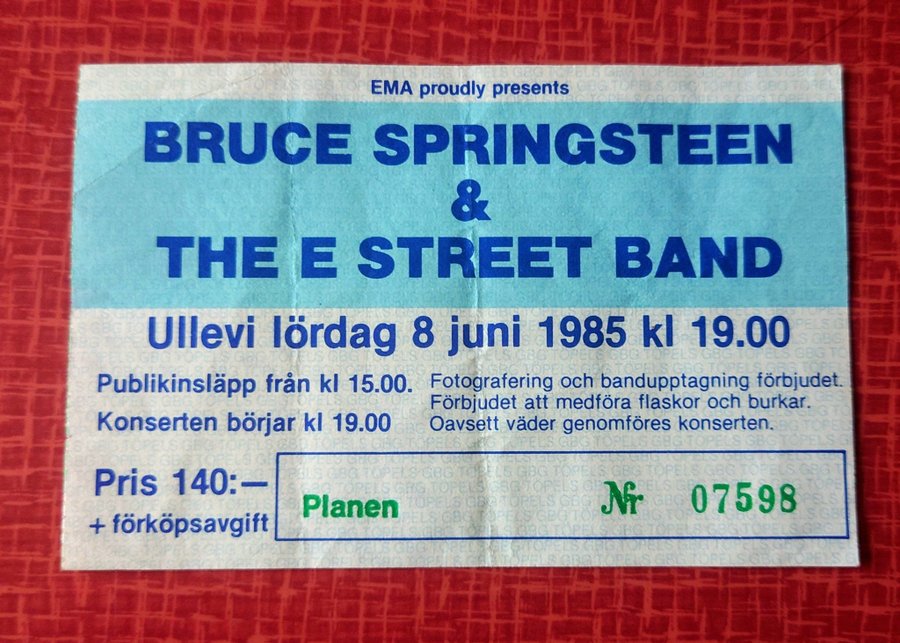 EMA proudly presents
BRUCE SPRINGSTEEN
&
THE E STREET BAND
Ullevi lördag 8 juni 1985 kl 19.00
Publikinsläpp från kl 15.00.
Konserten börjar kl 19.00
Fotografering och bandupptagning förbjudet.
Förbjudet att medföra flaskor och burkar.
Oavsett väder genomföres konserten.
Pris 140:—
+ förköpsavgift
Planen
Nr 07598